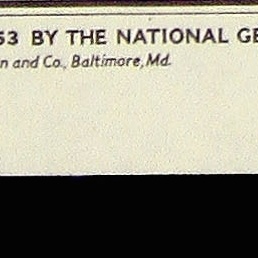 53 BY THE NATIONAL GE
n and Co., Baltimore, Md.